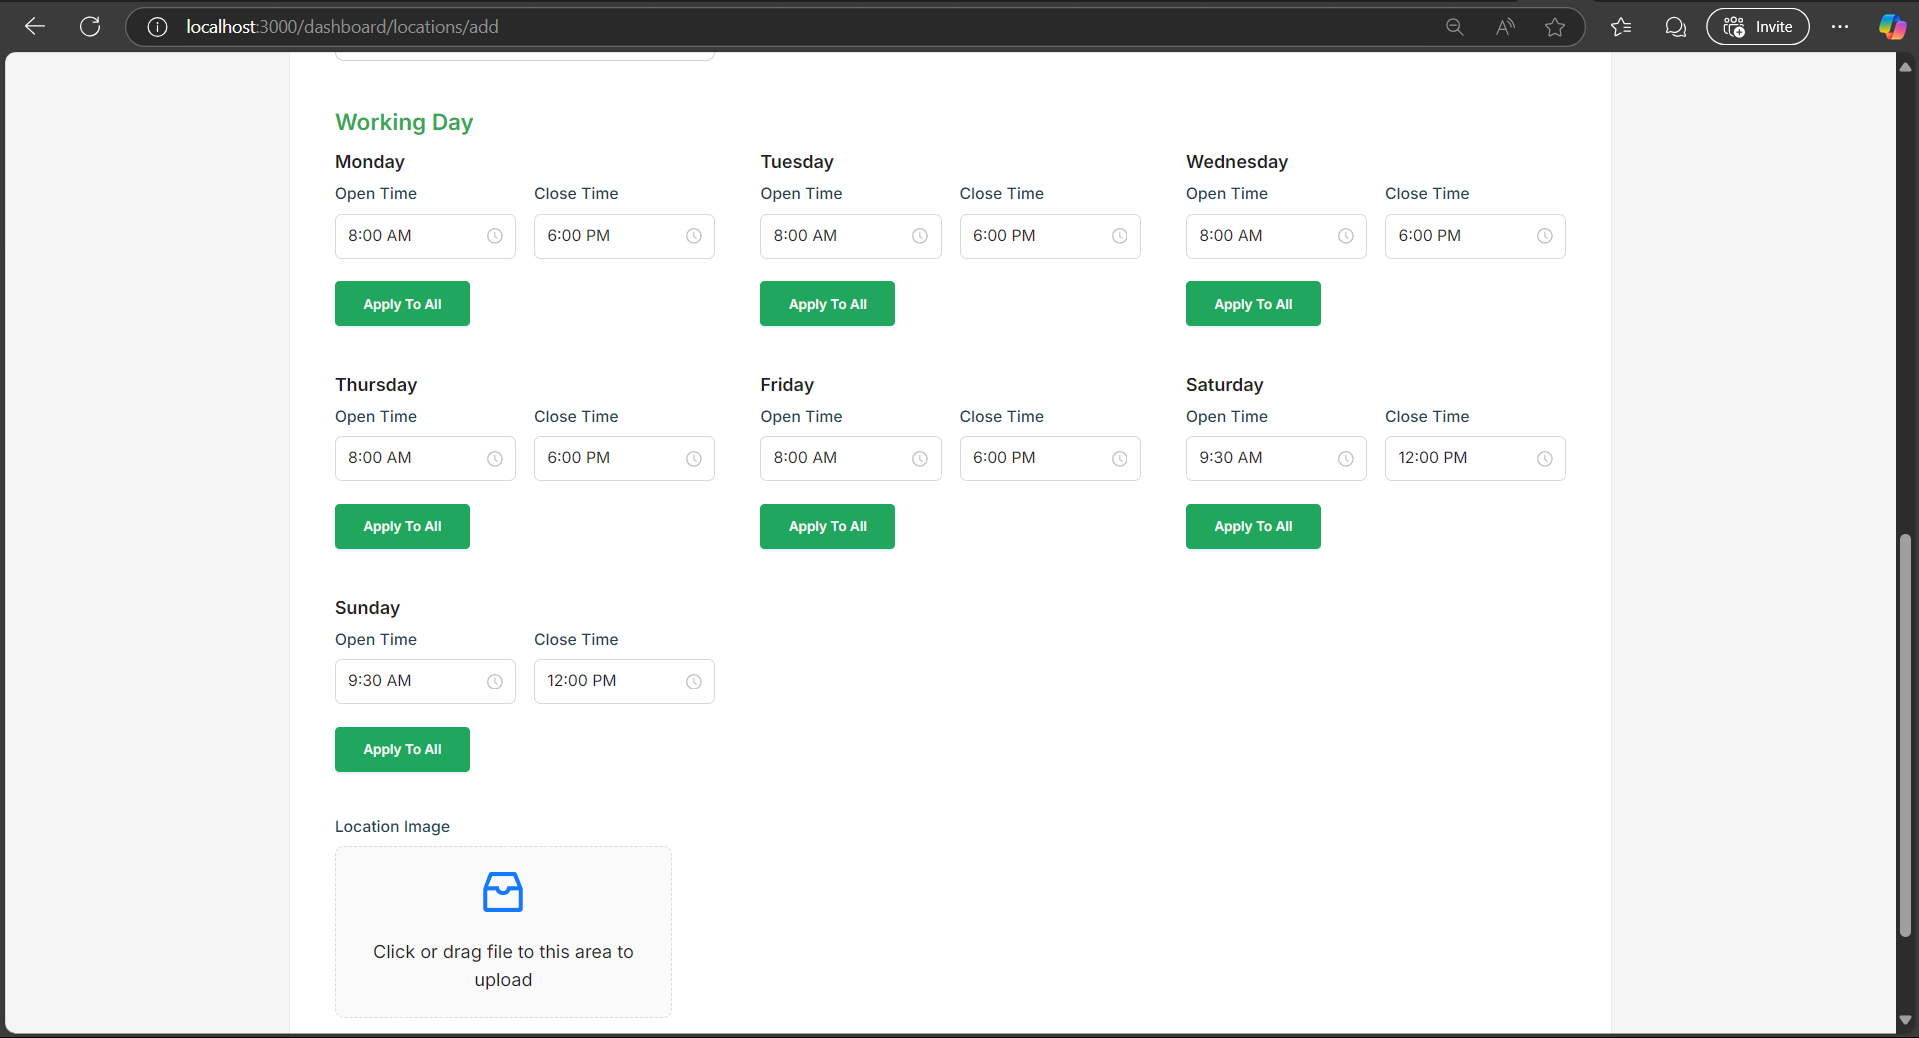 localhost:3000/dashboard/locations/add
Invite
Working Day
Monday
Tuesday
Wednesday
Open Time
Close Time
Open Time
Close Time
Open Time
Close Time
8:00 AM
6:00 PM
8:00 AM
6:00 PM
8:00 AM
6:00 PM
Apply To All
Apply To All
Apply To All
Thursday
Friday
Saturday
Open Time
Close Time
Open Time
Close Time
Open Time
Close Time
8:00 AM
6:00 PM
8:00 AM
6:00 PM
9:30 AM
12:00 PM
Apply To All
Apply To All
Apply To All
Sunday
Open Time
Close Time
9:30 AM
12:00 PM
Apply To All
Location Image
Click or drag file to this area to
upload